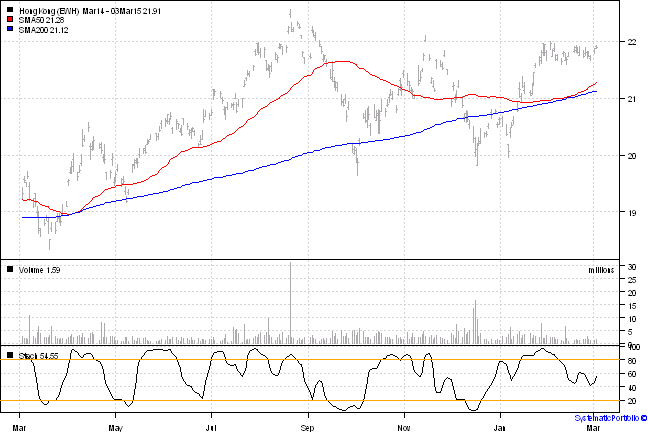 Hong Kong (EWH) Mar14 - 03Mar15 21.91
SMA50 21.28
SMA200 21.12
22
21
20
19
Volume 1.59
millions
30
25
20
15
10
5
0
Stoch 54.55
100
80
60
40
20
Mar May Jul Sep Nov Jan Mar
SystematicPortfolio ©